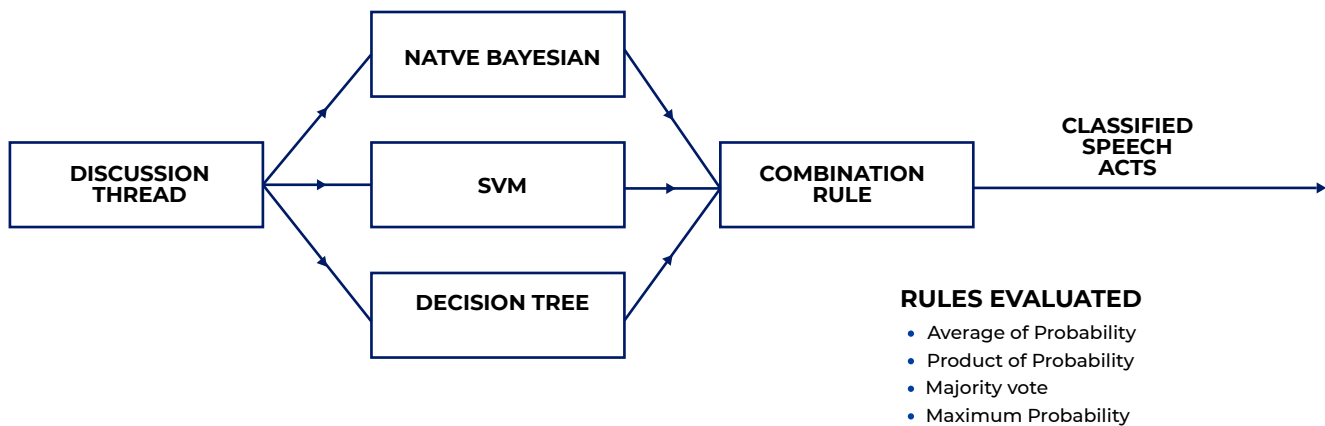 NATVE BAYESIAN
DISCUSSION
THREAD
SVM
DECISION TREE
COMBINATION
RULE
CLASSIFIED
SPEECH
ACTS
RULES EVALUATED
• Average of Probability
• Product of Probability
• Majority vote
• Maximum Probability